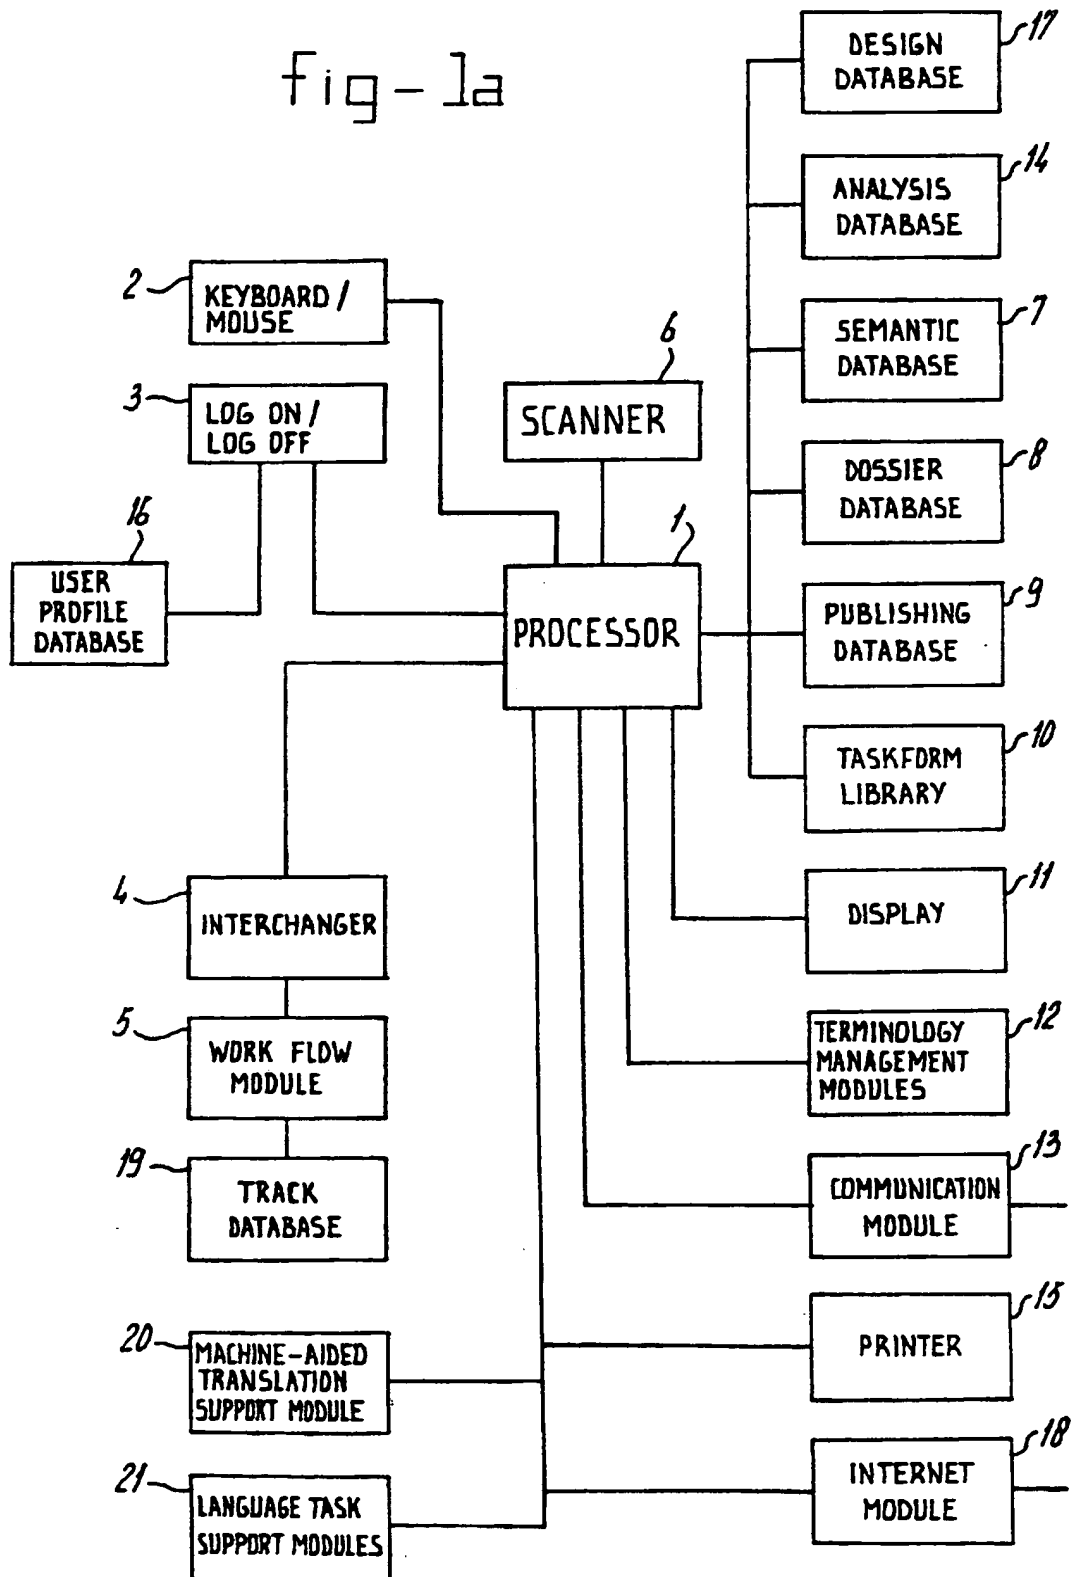 fig - 1a
17
DESIGN
DATABASE
14
ANALYSIS
DATABASE
2
KEYBOARD /
MOUSE
7
SEMANTIC
DATABASE
6
SCANNER
3
LOG ON /
LOG OFF
8
DOSSIER
DATABASE
16
USER
PROFILE
DATABASE
1
PROCESSOR
9
PUBLISHING
DATABASE
10
TASKFORM
LIBRARY
4
INTERCHANGER
11
DISPLAY
5
WORK FLOW
MODULE
12
TERMINOLOGY
MANAGEMENT
MODULES
19
TRACK
DATABASE
13
COMMUNICATION
MODULE
15
PRINTER
20
MACHINE-AIDED
TRANSLATION
SUPPORT MODULE
18
INTERNET
MODULE
21
LANGUAGE TASK
SUPPORT MODULES